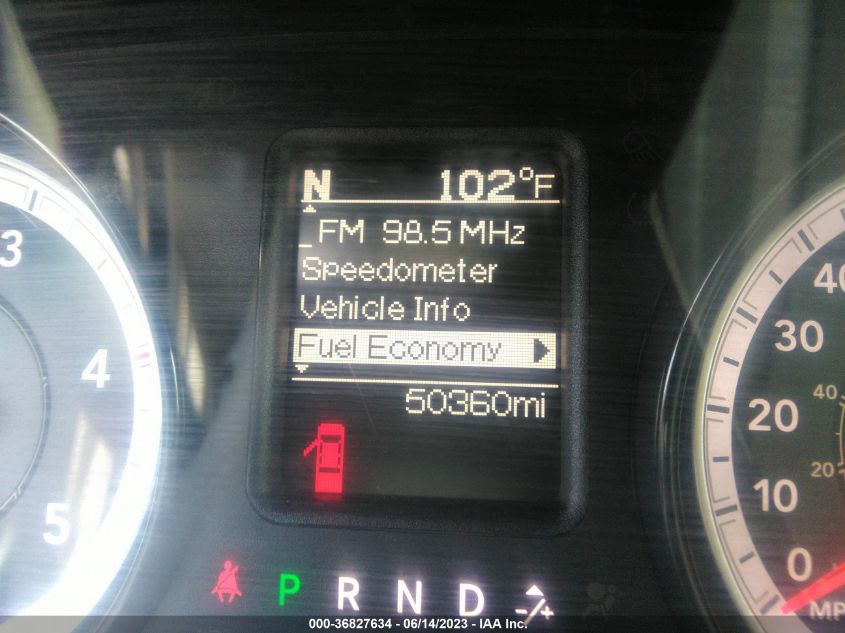 N 102°F
FM 98.5 MHz
Speedometer
Vehicle Info
Fuel Economy
50360mi
3
4
5
40
30
20
10
0
40
20
P R N D -/+
000-36827634 - 06/14/2023 - IAA Inc.